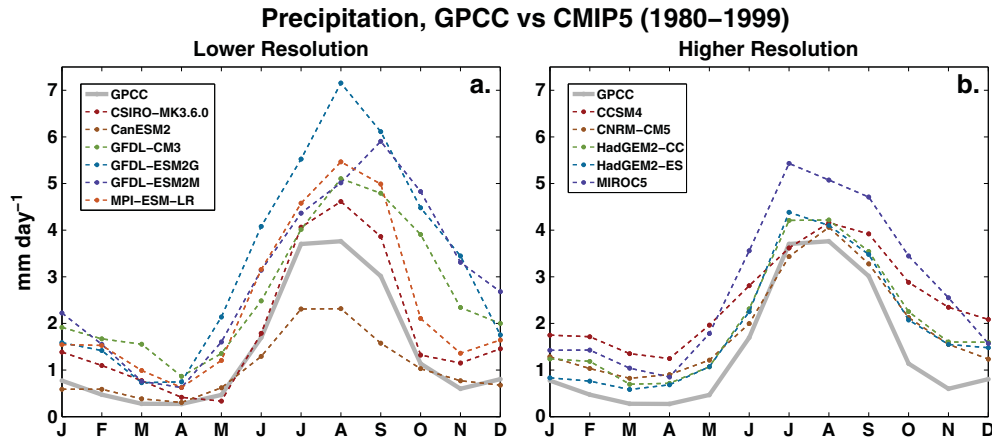 Precipitation, GPCC vs CMIP5 (1980−1999)
Lower Resolution
Higher Resolution
mm day−1
7
6
5
4
3
2
1
0
a.
GPCC
CSIRO−MK3.6.0
CanESM2
GFDL−CM3
GFDL−ESM2G
GFDL−ESM2M
MPI−ESM−LR
J F M A M J J A S O N D
7
6
5
4
3
2
1
0
b.
GPCC
CCSM4
CNRM−CM5
HadGEM2−CC
HadGEM2−ES
MIROC5
J F M A M J J A S O N D